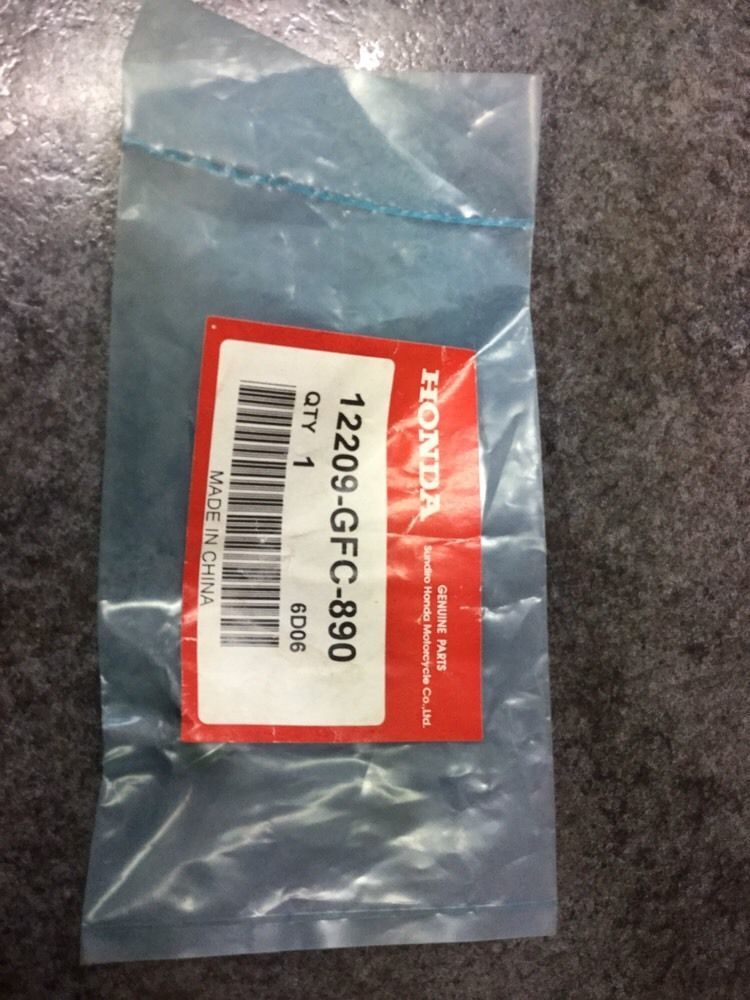 HONDA
GENUINE PARTS
Sundiro Honda Motorcycle Co.,Ltd.
12209-GFC-890
QTY 1
6D06
MADE IN CHINA